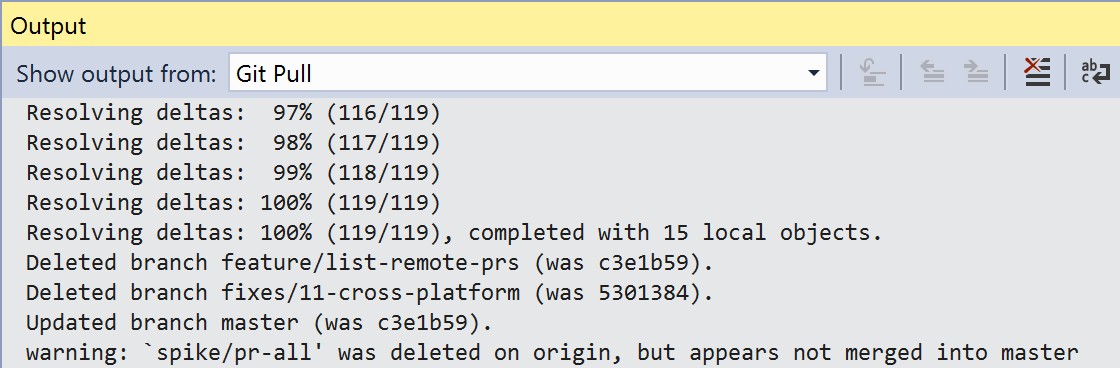 Output
Show output from: Git Pull
Resolving deltas:  97% (116/119)
Resolving deltas:  98% (117/119)
Resolving deltas:  99% (118/119)
Resolving deltas: 100% (119/119)
Resolving deltas: 100% (119/119), completed with 15 local objects.
Deleted branch feature/list-remote-prs (was c3e1b59).
Deleted branch fixes/11-cross-platform (was 5301384).
Updated branch master (was c3e1b59).
warning: `spike/pr-all' was deleted on origin, but appears not merged into master